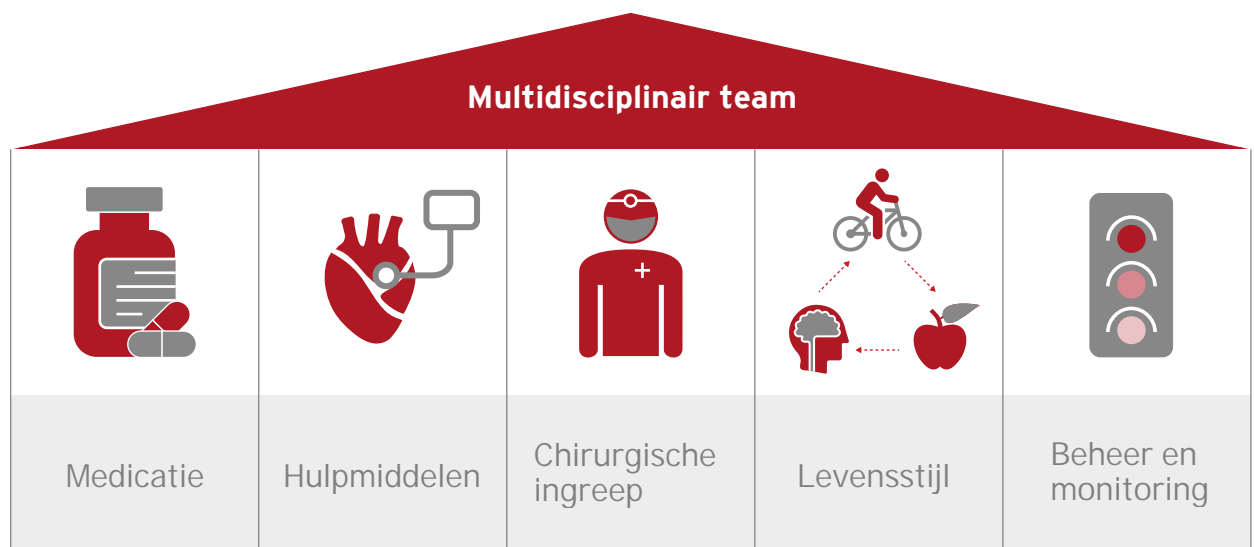 Multidisciplinair team
Medicatie
Hulpmiddelen
Chirurgische
ingreep
Levensstijl
Beheer en
monitoring